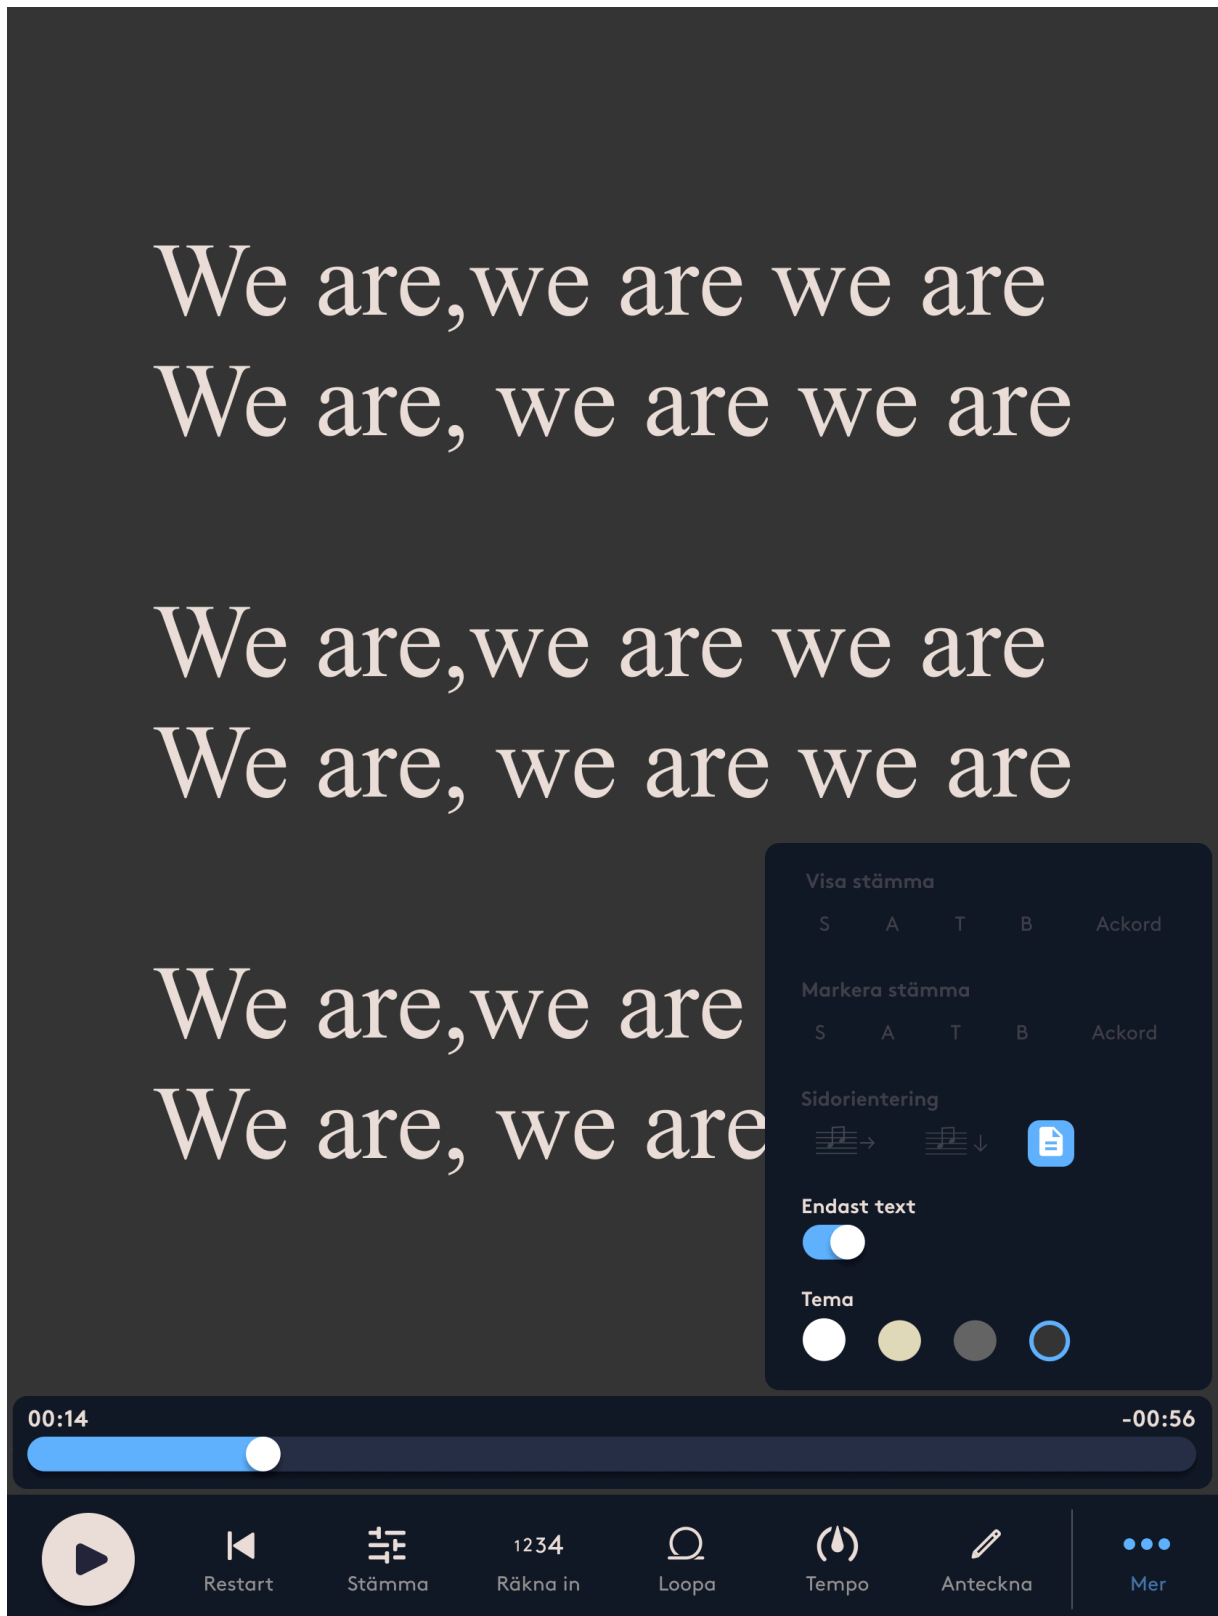 We are,we are we are
We are, we are we are
We are,we are we are
We are, we are we are
We are,we are
We are, we are
Visa stämma
S A T B Ackord
Markera stämma
S A T B Ackord
Sidorientering
Endast text
Tema
00:14 -00:56
1234
Restart Stämma Räkna in Loopa Tempo Anteckna Mer